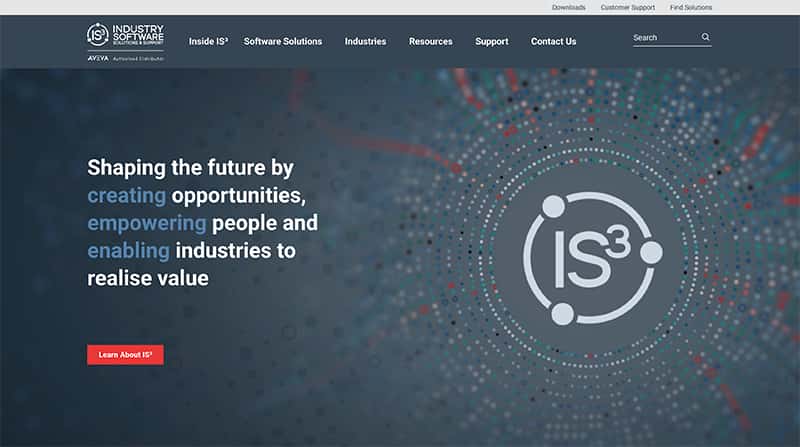 Downloads Customer Support Find Solutions
IS³
INDUSTRY
SOFTWARE
SOLUTIONS & SUPPORT
AVEVA Authorised Distributor
Inside IS³ Software Solutions Industries Resources Support Contact Us Search
Shaping the future by
creating opportunities,
empowering people and
enabling industries to
realise value
IS³
Learn About IS³